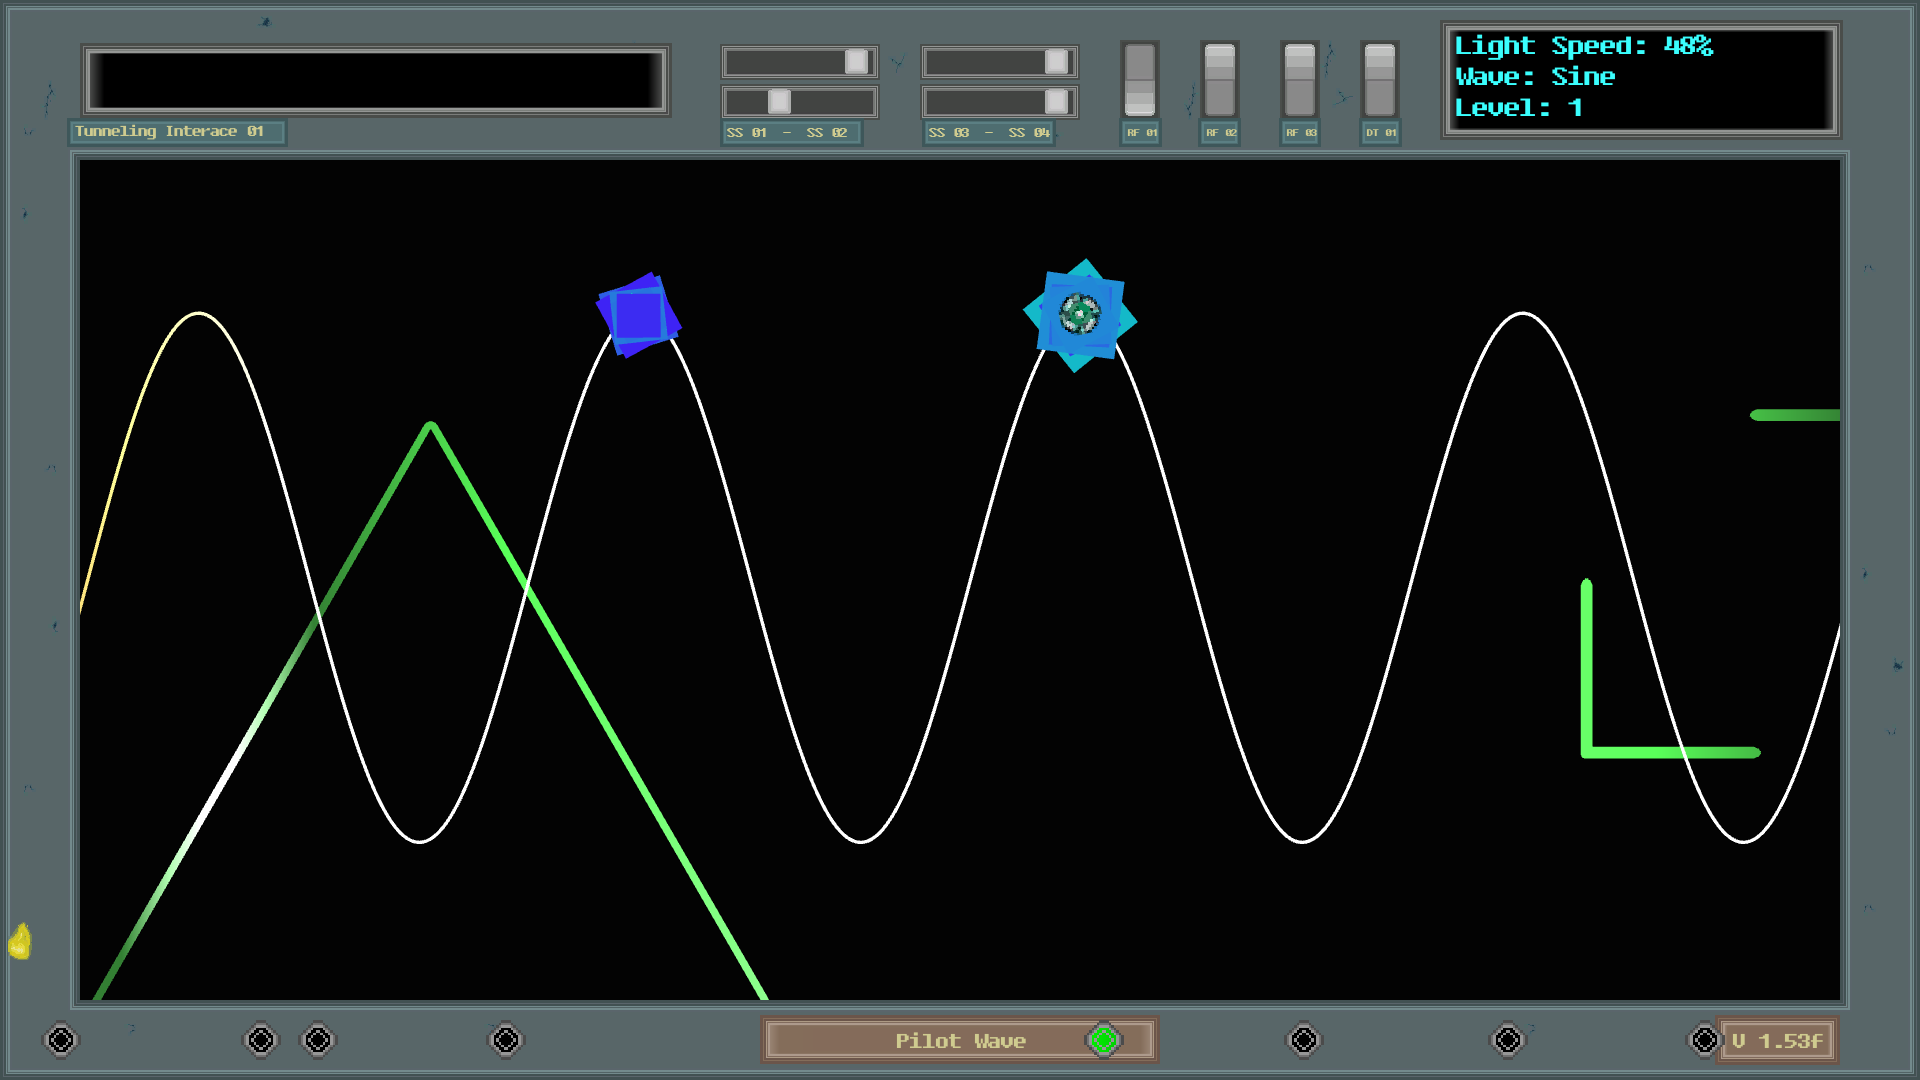 Light Speed: 48%
Wave: Sine
Level: 1
Tunneling Interace 01
SS 01 - SS 02
SS 03 - SS 04
RF 01
RF 02
RF 03
DT 01
Pilot Wave
V 1.53f